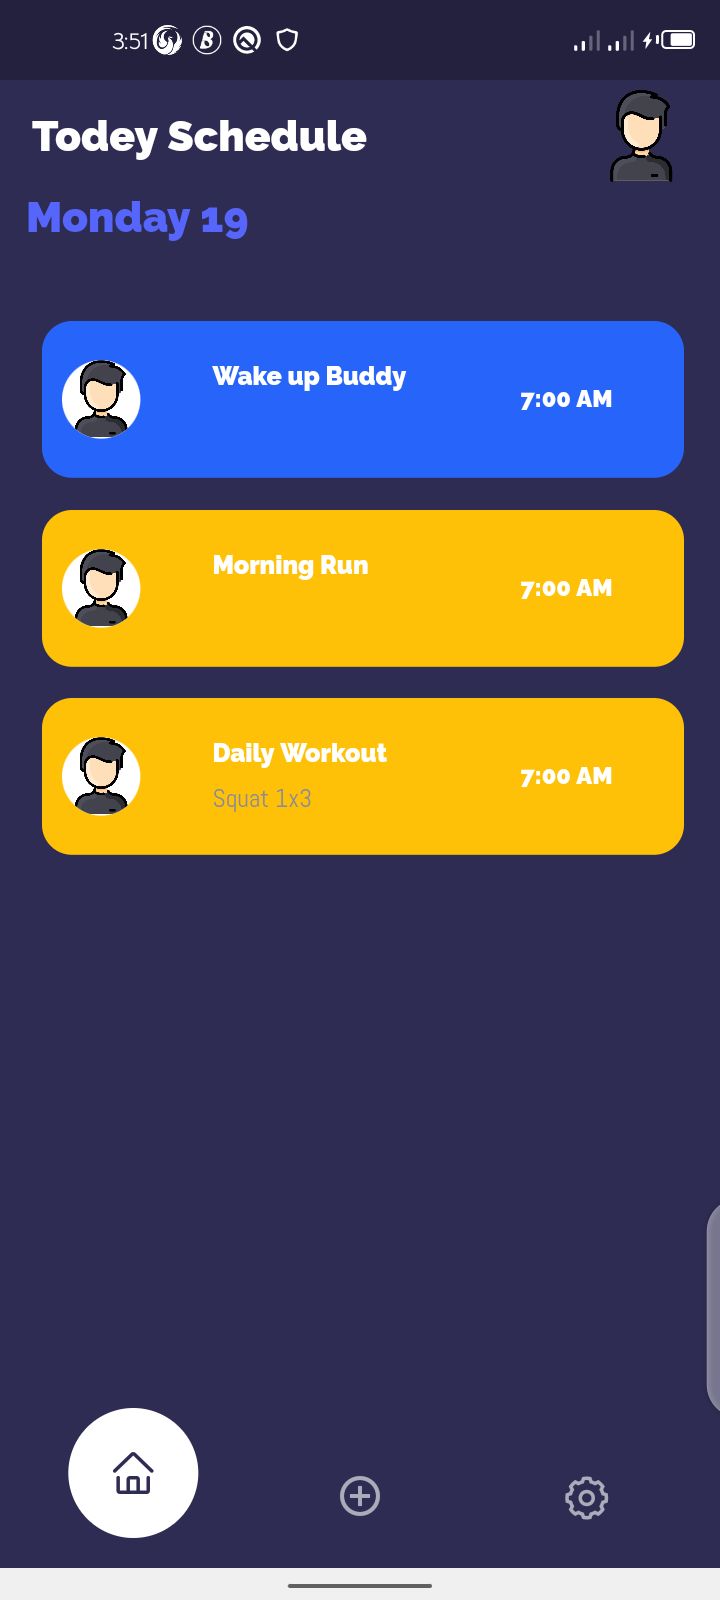 3:51
Todey Schedule
Monday 19
Wake up Buddy
7:00 AM
Morning Run
7:00 AM
Daily Workout
7:00 AM
Squat 1x3